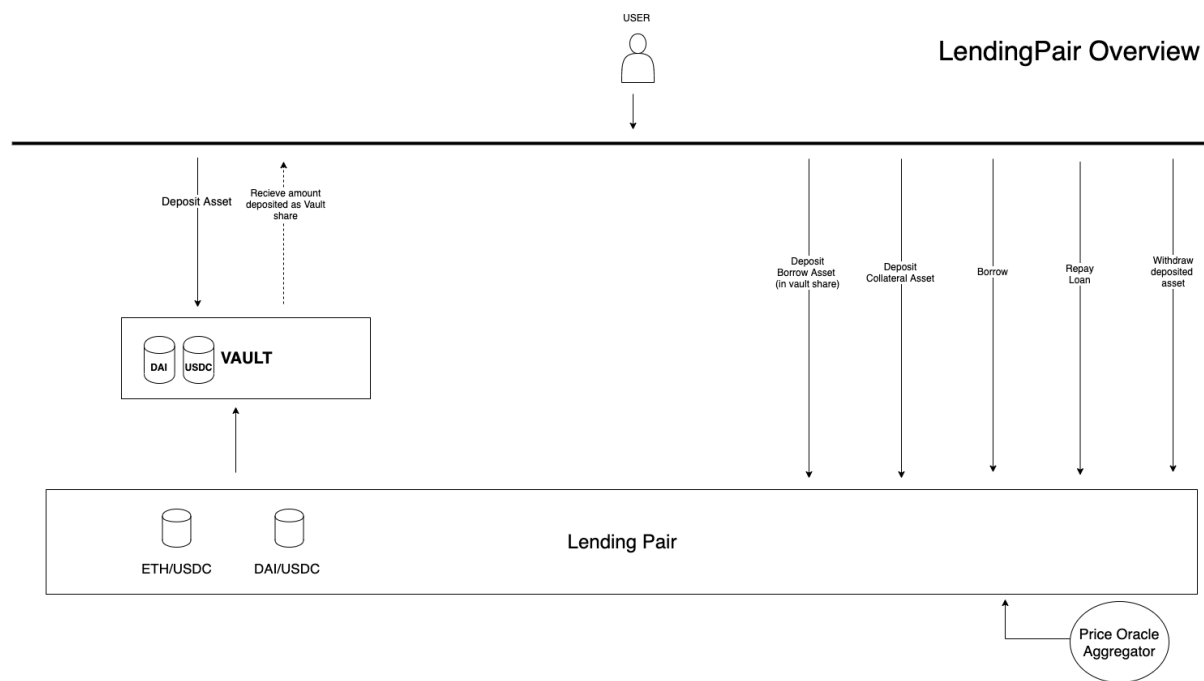 USER
LendingPair Overview
Deposit Asset
Recieve amount
deposited as Vault
share
Deposit
Borrow Asset
(in vault share)
Deposit
Collateral Asset
Borrow
Repay
Loan
Withdraw
deposited
asset
DAI
USDC
VAULT
Lending Pair
ETH/USDC
DAI/USDC
Price Oracle
Aggregator